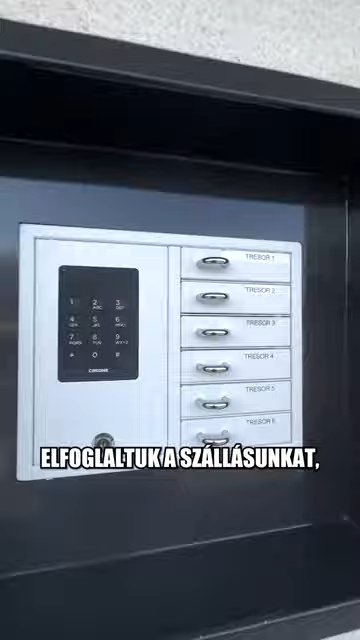 TRESOR 1
TRESOR 2
TRESOR 3
TRESOR 4
TRESOR 5
TRESOR 6
1 2 ABC 3 DEF
4 GHI 5 JKL 6 MNO
7 PQRS 8 TUV 9 WXYZ
* 0 #
ELFOGLALTUK A SZÁLLÁSUNKAT,